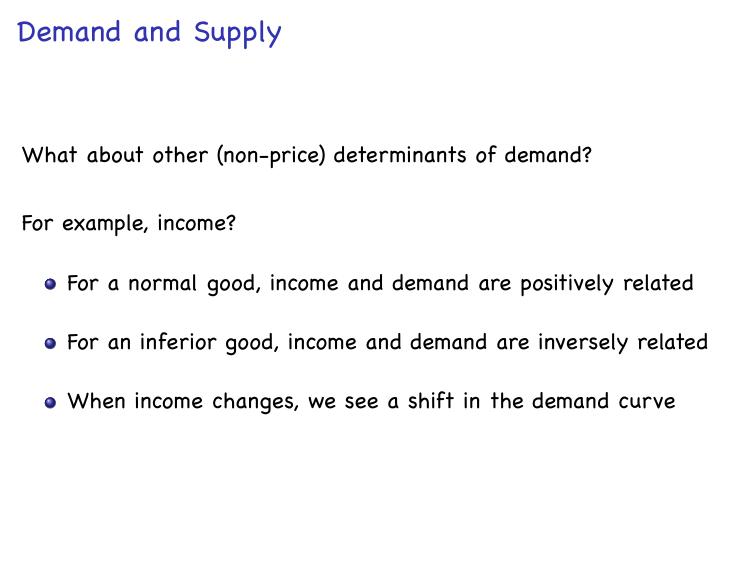 Demand and Supply
What about other (non-price) determinants of demand?
For example, income?
For a normal good, income and demand are positively related
For an inferior good, income and demand are inversely related
When income changes, we see a shift in the demand curve